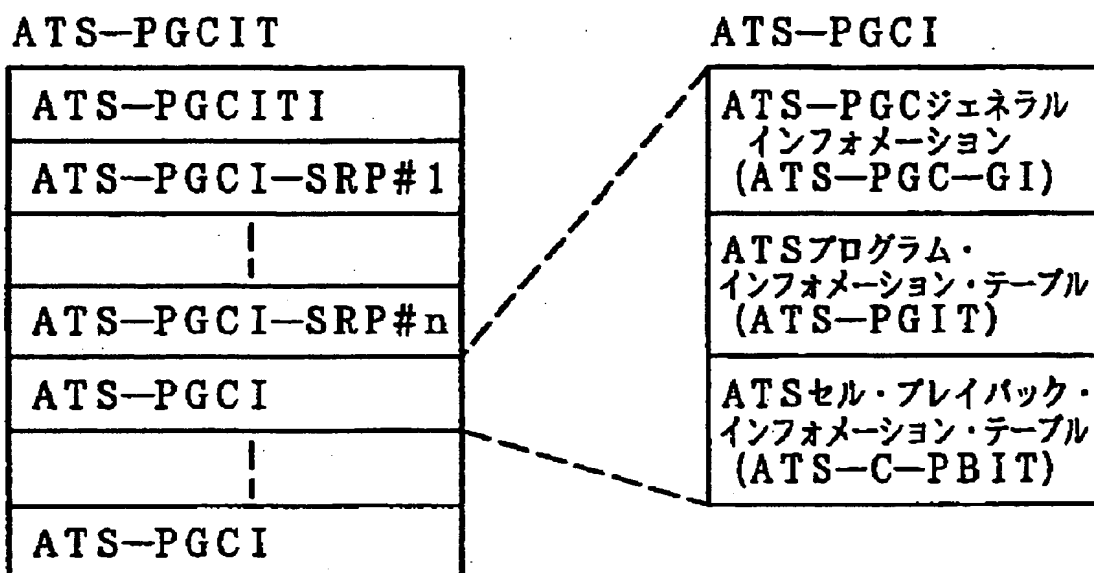 ATS—PGCIT
ATS—PGCITI
ATS—PGCI—SRP#1
ATS—PGCI—SRP#n
ATS—PGCI
ATS—PGCI
ATS—PGCI
ATS—PGCジェネラル
インフォメーション
(ATS—PGC—GI)
ATSプログラム・
インフォメーション・テーブル
(ATS—PGIT)
ATSセル・プレイバック・
インフォメーション・テーブル
(ATS—C—PBIT)